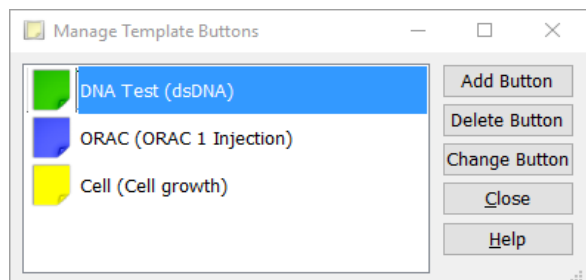 Manage Template Buttons
DNA Test (dsDNA)
ORAC (ORAC 1 Injection)
Cell (Cell growth)
Add Button
Delete Button
Change Button
Close
Help